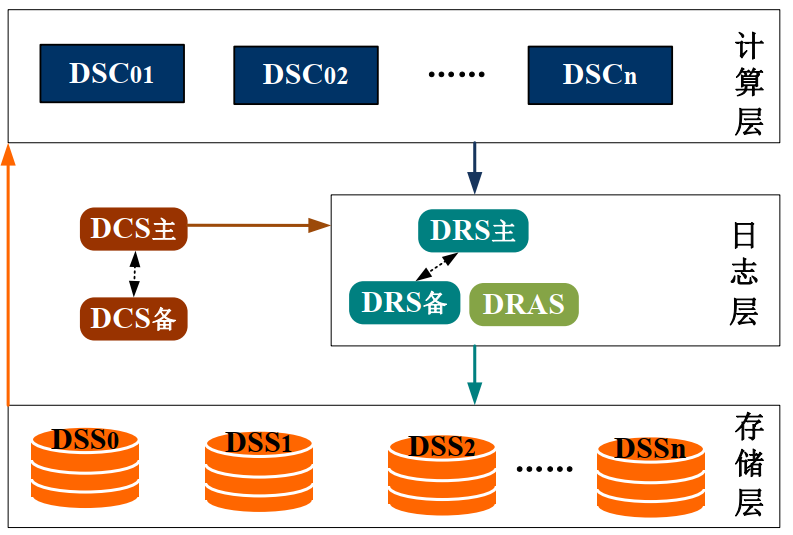 DSC01
DSC02
······
DSCn
计算层
DCS主
DCS备
DRS主
DRS备
DRAS
日志层
DSS0
DSS1
DSS2
······
DSSn
存储层